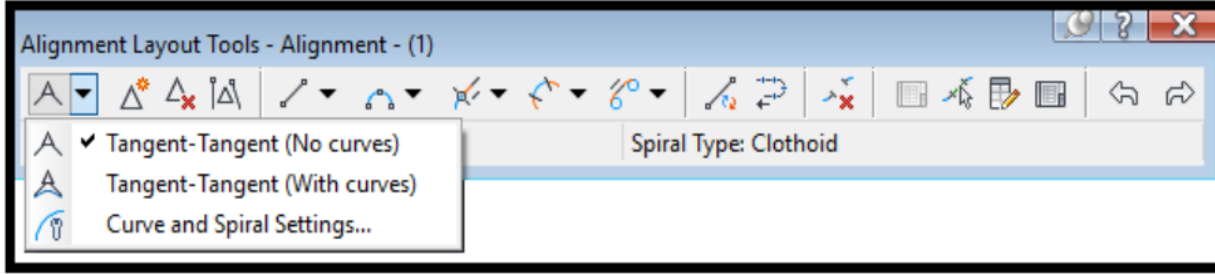 Alignment Layout Tools - Alignment - (1)
Tangent-Tangent (No curves)
Spiral Type: Clothoid
Tangent-Tangent (With curves)
Curve and Spiral Settings...